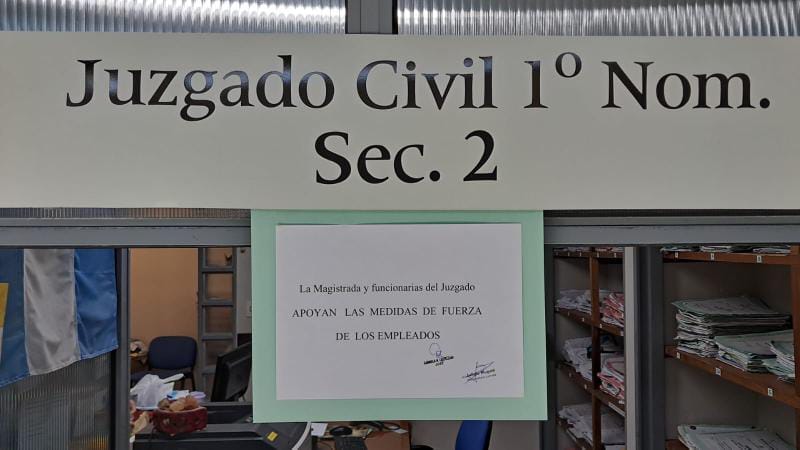 Juzgado Civil 1º Nom.
Sec. 2
La Magistrada y funcionarias del Juzgado
APOYAN LAS MEDIDAS DE FUERZA
DE LOS EMPLEADOS